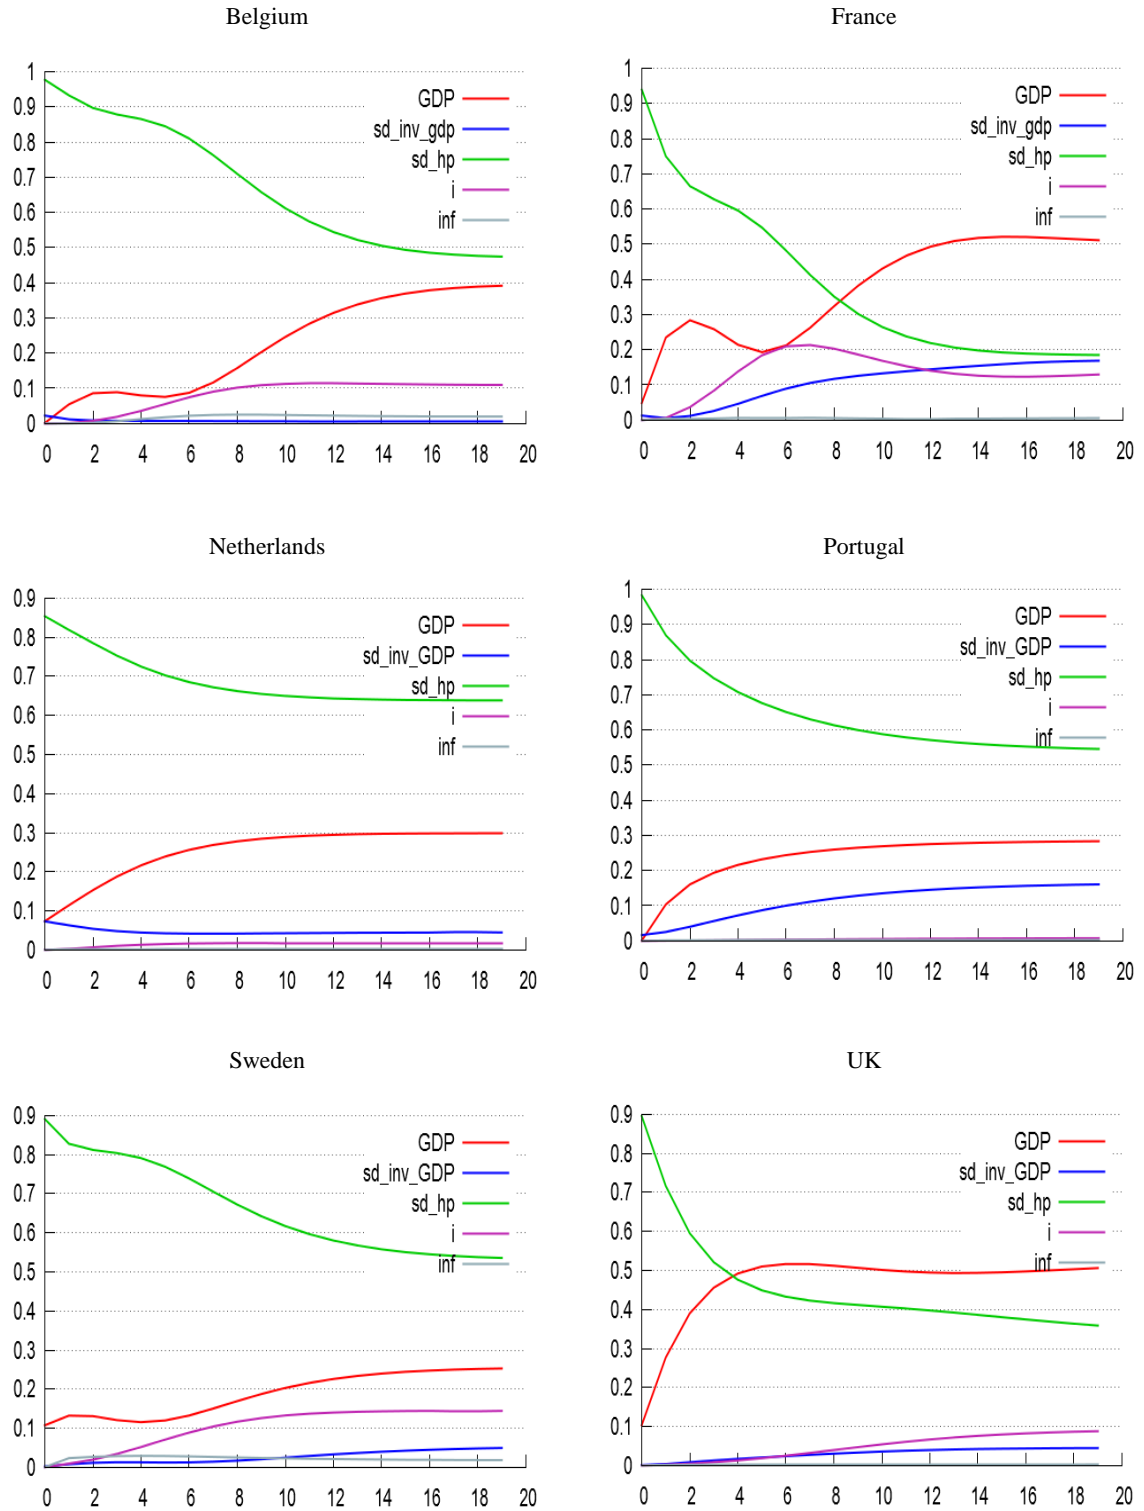 Belgium
1
0.9
0.8
0.7
0.6
0.5
0.4
0.3
0.2
0.1
0
0 2 4 6 8 10 12 14 16 18 20
GDP
sd_inv_gdp
sd_hp
i
inf
France
1
0.9
0.8
0.7
0.6
0.5
0.4
0.3
0.2
0.1
0
0 2 4 6 8 10 12 14 16 18 20
GDP
sd_inv_gdp
sd_hp
i
inf
Netherlands
0.9
0.8
0.7
0.6
0.5
0.4
0.3
0.2
0.1
0
0 2 4 6 8 10 12 14 16 18 20
GDP
sd_inv_GDP
sd_hp
i
inf
Portugal
1
0.9
0.8
0.7
0.6
0.5
0.4
0.3
0.2
0.1
0
0 2 4 6 8 10 12 14 16 18 20
GDP
sd_inv_GDP
sd_hp
i
inf
Sweden
0.9
0.8
0.7
0.6
0.5
0.4
0.3
0.2
0.1
0
0 2 4 6 8 10 12 14 16 18 20
GDP
sd_inv_GDP
sd_hp
i
inf
UK
0.9
0.8
0.7
0.6
0.5
0.4
0.3
0.2
0.1
0
0 2 4 6 8 10 12 14 16 18 20
GDP
sd_inv_GDP
sd_hp
i
inf